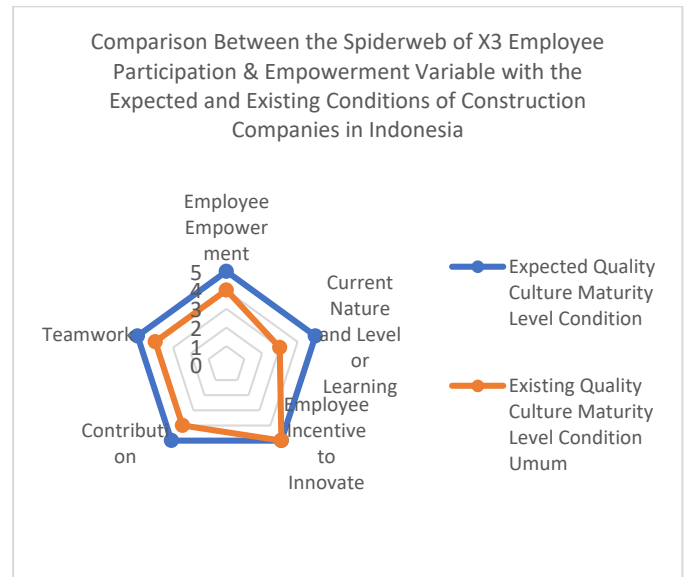 Comparison Between the Spiderweb of X3 Employee
Participation & Empowerment Variable with the
Expected and Existing Conditions of Construction
Companies in Indonesia
Employee
Empower
ment
5
4
3
2
1
0
Current
Nature
and Level
or
Learning
Employee
Incentive
to
Innovate
Contributi
on
Teamwork
Expected Quality
Culture Maturity
Level Condition
Existing Quality
Culture Maturity
Level Condition
Umum